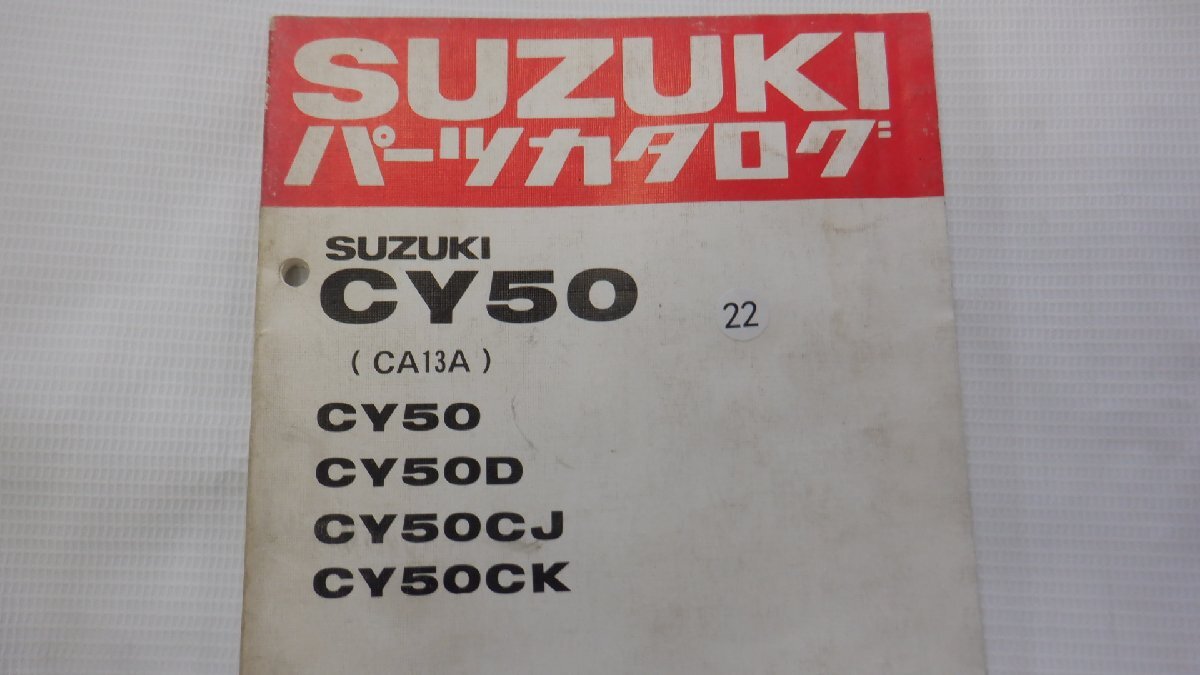 SUZUKI
パーツカタログ
SUZUKI
CY50
22
( CA13A )
CY50
CY50D
CY50CJ
CY50CK